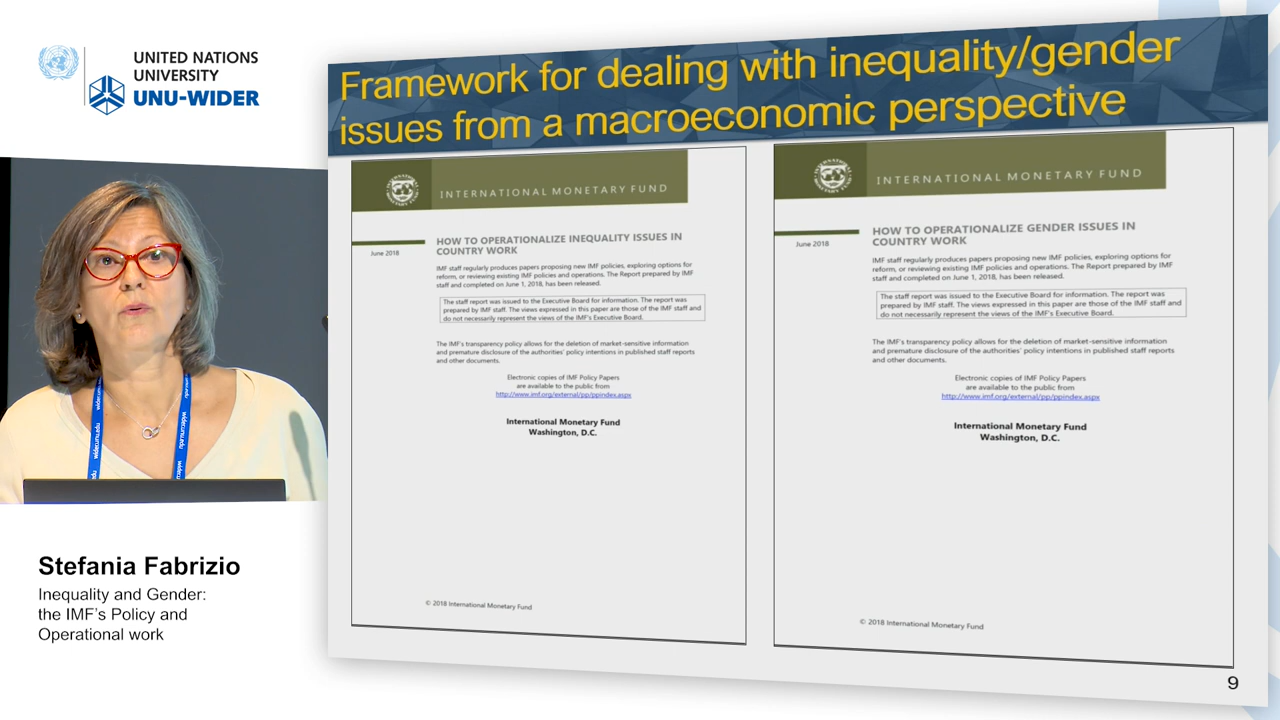 UNITED NATIONS
UNIVERSITY
UNU-WIDER
Framework for dealing with inequality/gender
issues from a macroeconomic perspective
INTERNATIONAL MONETARY FUND
June 2018
HOW TO OPERATIONALIZE INEQUALITY ISSUES IN
COUNTRY WORK
IMF staff regularly produces papers proposing new IMF policies, exploring options for
reform, or reviewing existing IMF policies and operations. The Report prepared by IMF
staff and completed on June 1, 2018, has been released.
The staff report was issued to the Executive Board for information. The report was
prepared by IMF staff. The views expressed in this paper are those of the IMF staff and
do not necessarily represent the views of the IMF's Executive Board.
The IMF's transparency policy allows for the deletion of market-sensitive information
and premature disclosure of the authorities' policy intentions in published staff reports
and other documents.
Electronic copies of IMF Policy Papers
are available to the public from
http://www.imf.org/external/pp/ppindex.aspx
International Monetary Fund
Washington, D.C.
© 2018 International Monetary Fund
INTERNATIONAL MONETARY FUND
June 2018
HOW TO OPERATIONALIZE GENDER ISSUES IN
COUNTRY WORK
IMF staff regularly produces papers proposing new IMF policies, exploring options for
reform, or reviewing existing IMF policies and operations. The Report prepared by IMF
staff and completed on June 1, 2018, has been released.
The staff report was issued to the Executive Board for information. The report was
prepared by IMF staff. The views expressed in this paper are those of the IMF staff and
do not necessarily represent the views of the IMF's Executive Board.
The IMF's transparency policy allows for the deletion of market-sensitive information
and premature disclosure of the authorities' policy intentions in published staff reports
and other documents.
Electronic copies of IMF Policy Papers
are available to the public from
http://www.imf.org/external/pp/ppindex.aspx
International Monetary Fund
Washington, D.C.
© 2018 International Monetary Fund
9
Stefania Fabrizio
Inequality and Gender:
the IMF's Policy and
Operational work